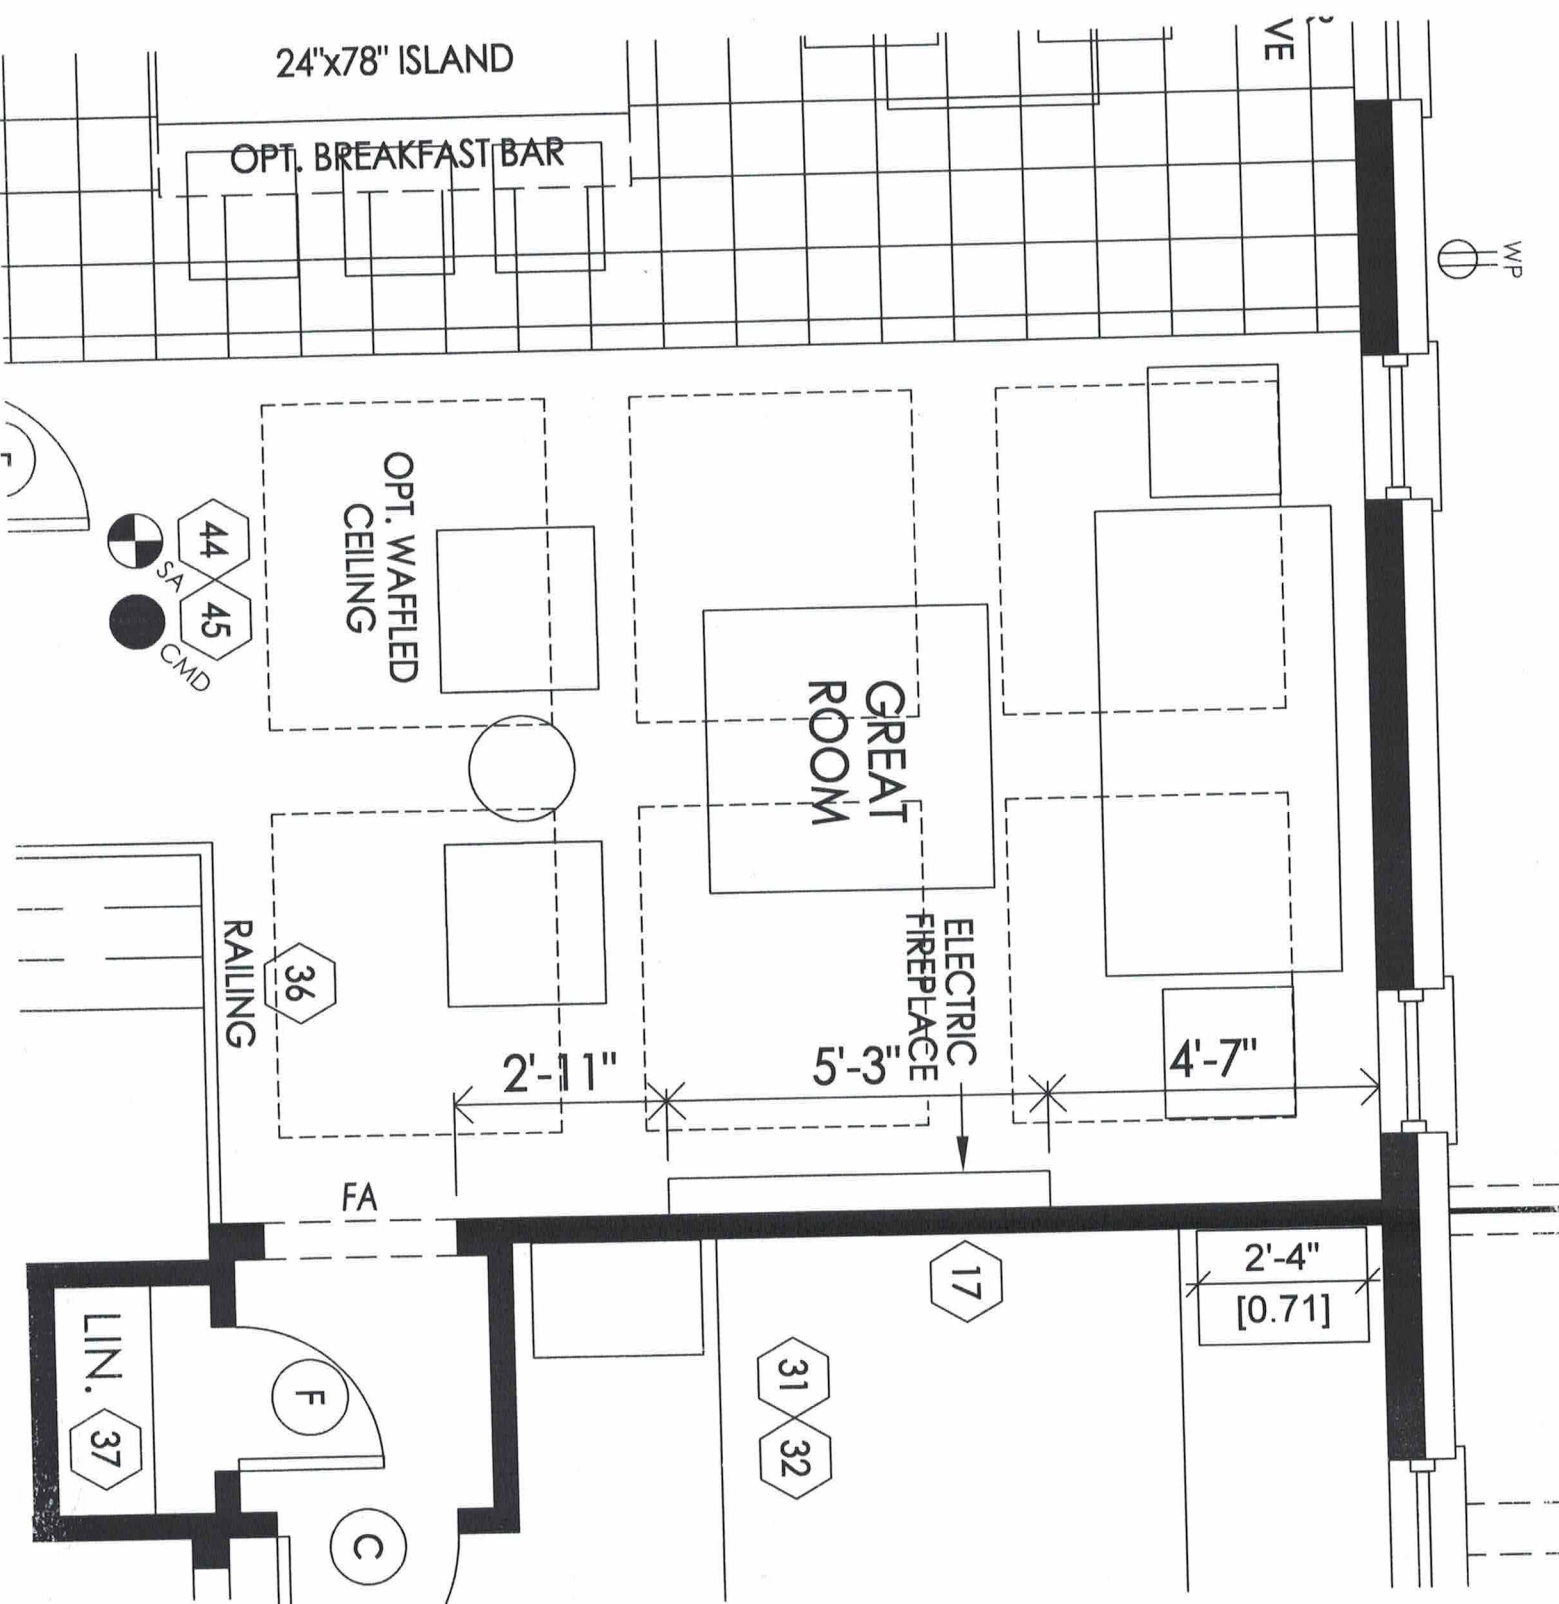 24"x78" ISLAND
VE
OPT. BREAKFAST BAR
WP
OPT. WAFFLED
CEILING
44
SA
45
CMD
GREAT
ROOM
ELECTRIC
FIREPLACE
RAILING
36
2'-11"
5'-3"
4'-7"
FA
17
2'-4"
[0.71]
LIN.
37
F
31
32
C